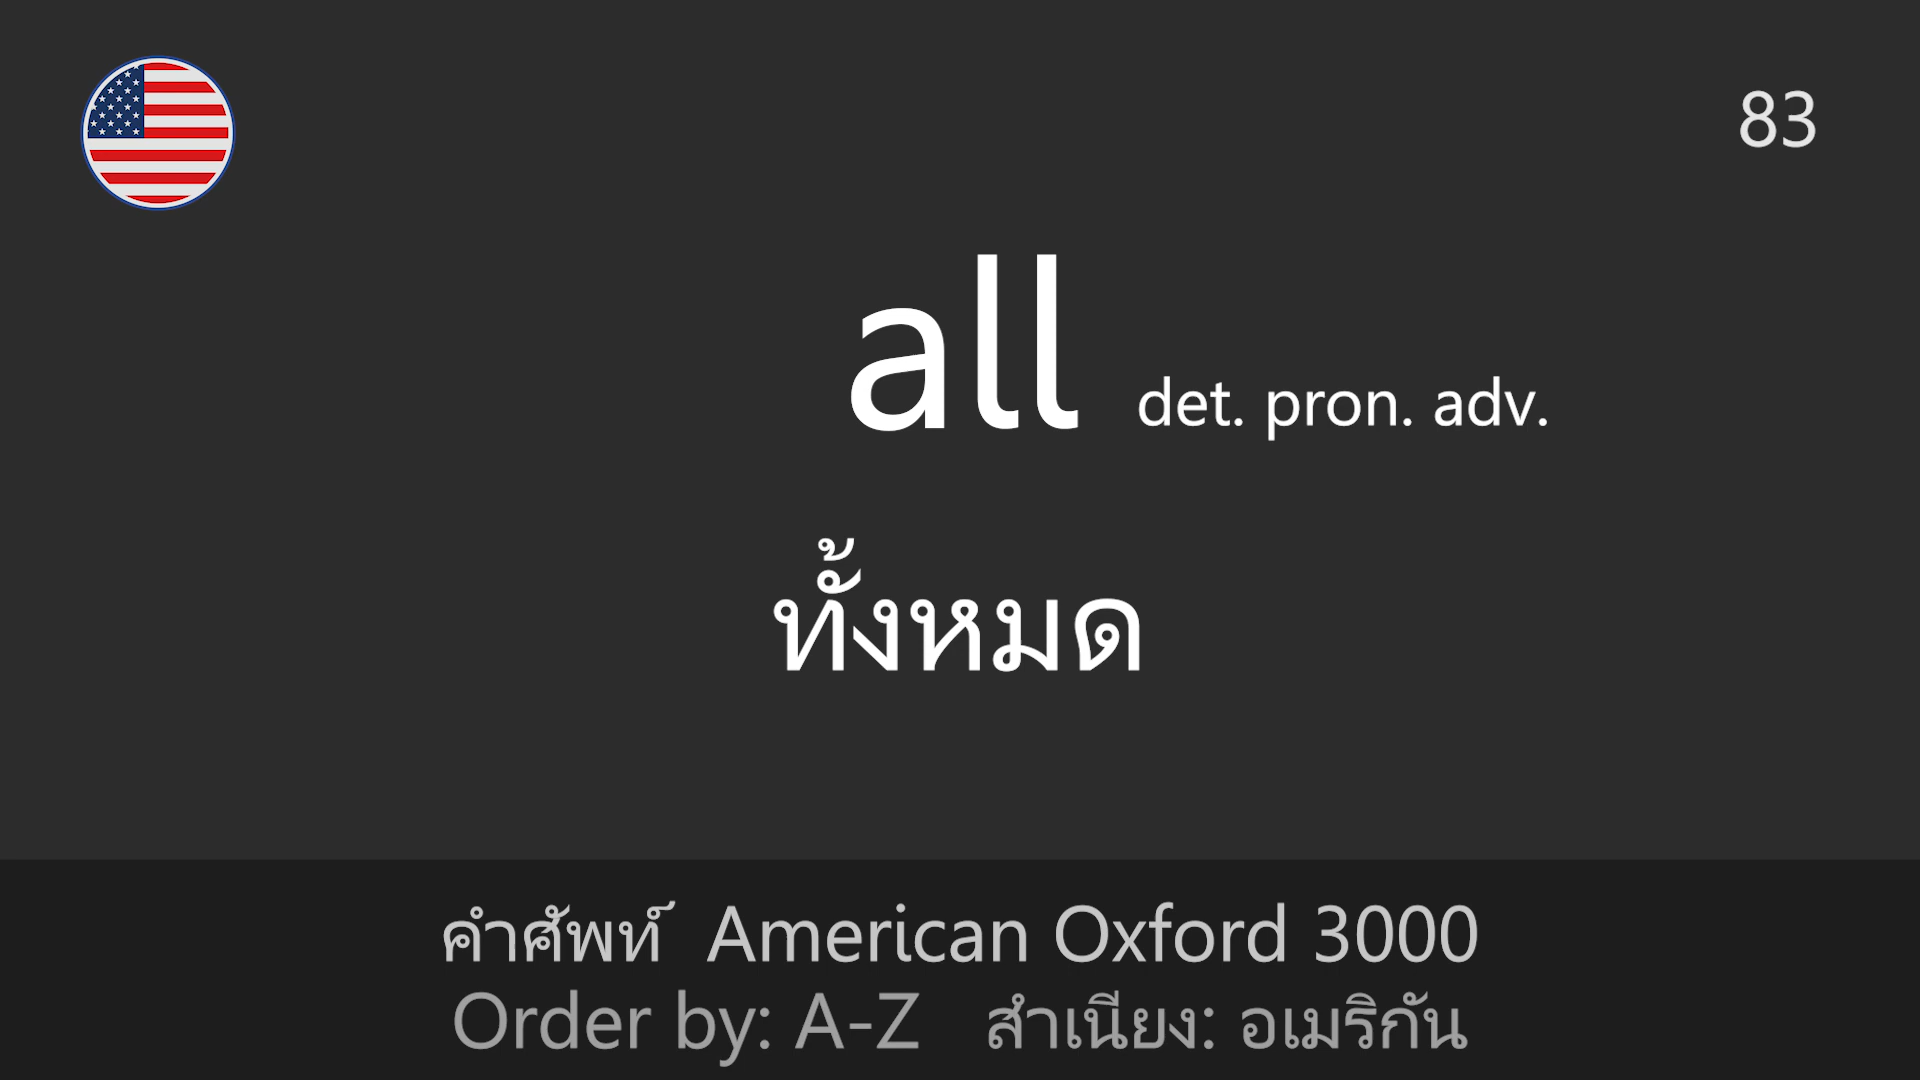 83
all det. pron. adv.
ทั้งหมด
คำศัพท์ American Oxford 3000
Order by: A-Z สำเนียง: อเมริกัน